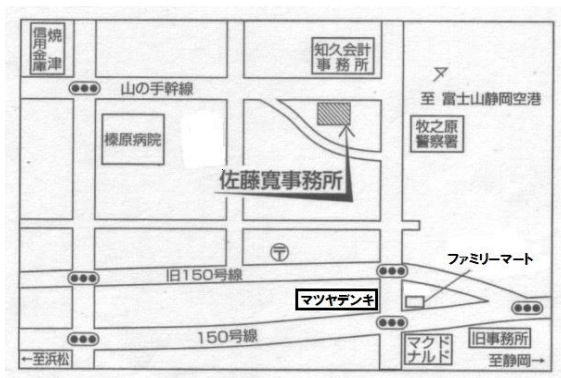 焼津
信用金庫
知久会計
事務所
山の手幹線
至 富士山静岡空港
榛原病院
牧之原
警察署
佐藤寛事務所
〒
ファミリーマート
旧150号線
マツヤデンキ
150号線
マクド
ナルド
旧事務所
←至浜松
至静岡→